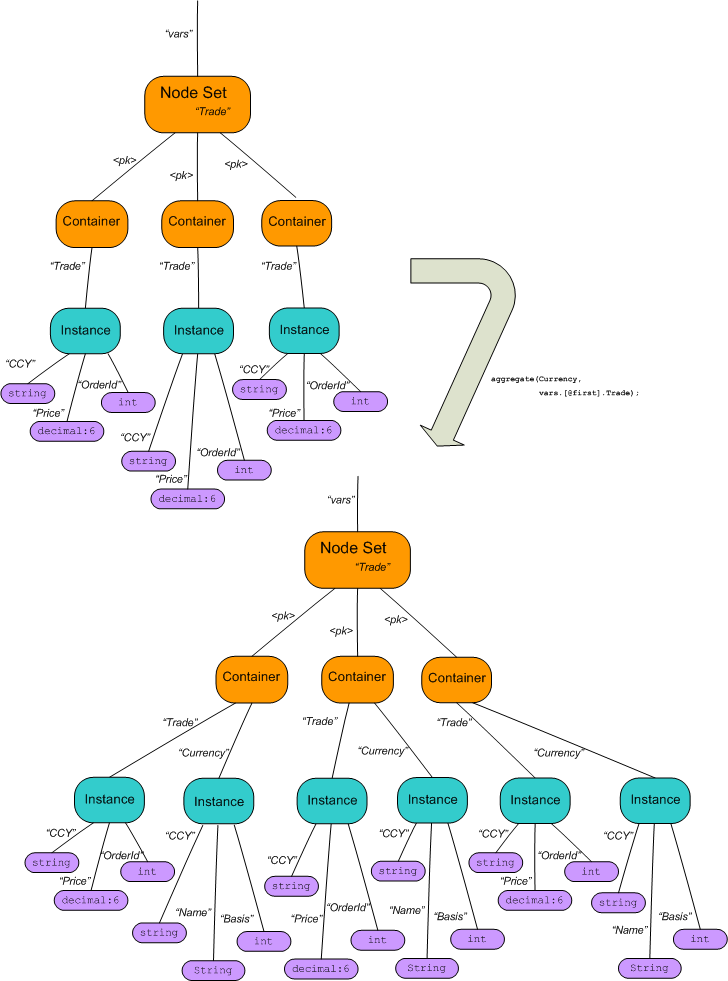 “vars”
Node Set
“Trade”
<pk> <pk> <pk>
Container Container Container
“Trade” “Trade” “Trade”
Instance Instance Instance
“CCY” “OrderId” “CCY” “OrderId”
string int string int
“Price” “Price”
decimal:6 decimal:6
aggregate(Currency,
vars.[@first].Trade);
“CCY” “OrderId”
string int
“Price”
decimal:6
“vars”
Node Set
“Trade”
<pk> <pk> <pk>
Container Container Container
“Trade” “Currency” “Trade” “Currency” “Trade” “Currency”
Instance Instance Instance Instance Instance Instance
“CCY” “OrderId” “CCY” “CCY” “CCY” “CCY” “OrderId” “CCY”
string int string string string int string
“Price” “Price”
decimal:6 decimal:6
“Name” “Basis” “Price” “OrderId” “Name” “Basis” “Name” “Basis”
string int int int int
String decimal:6 String String